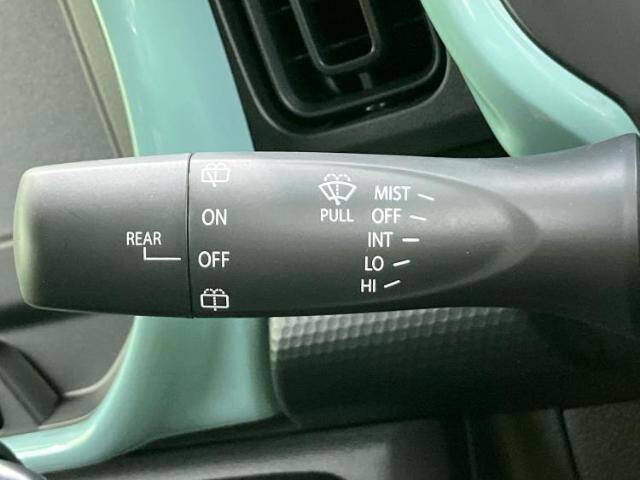 REAR
ON
OFF
PULL
MIST
OFF
INT
LO
HI